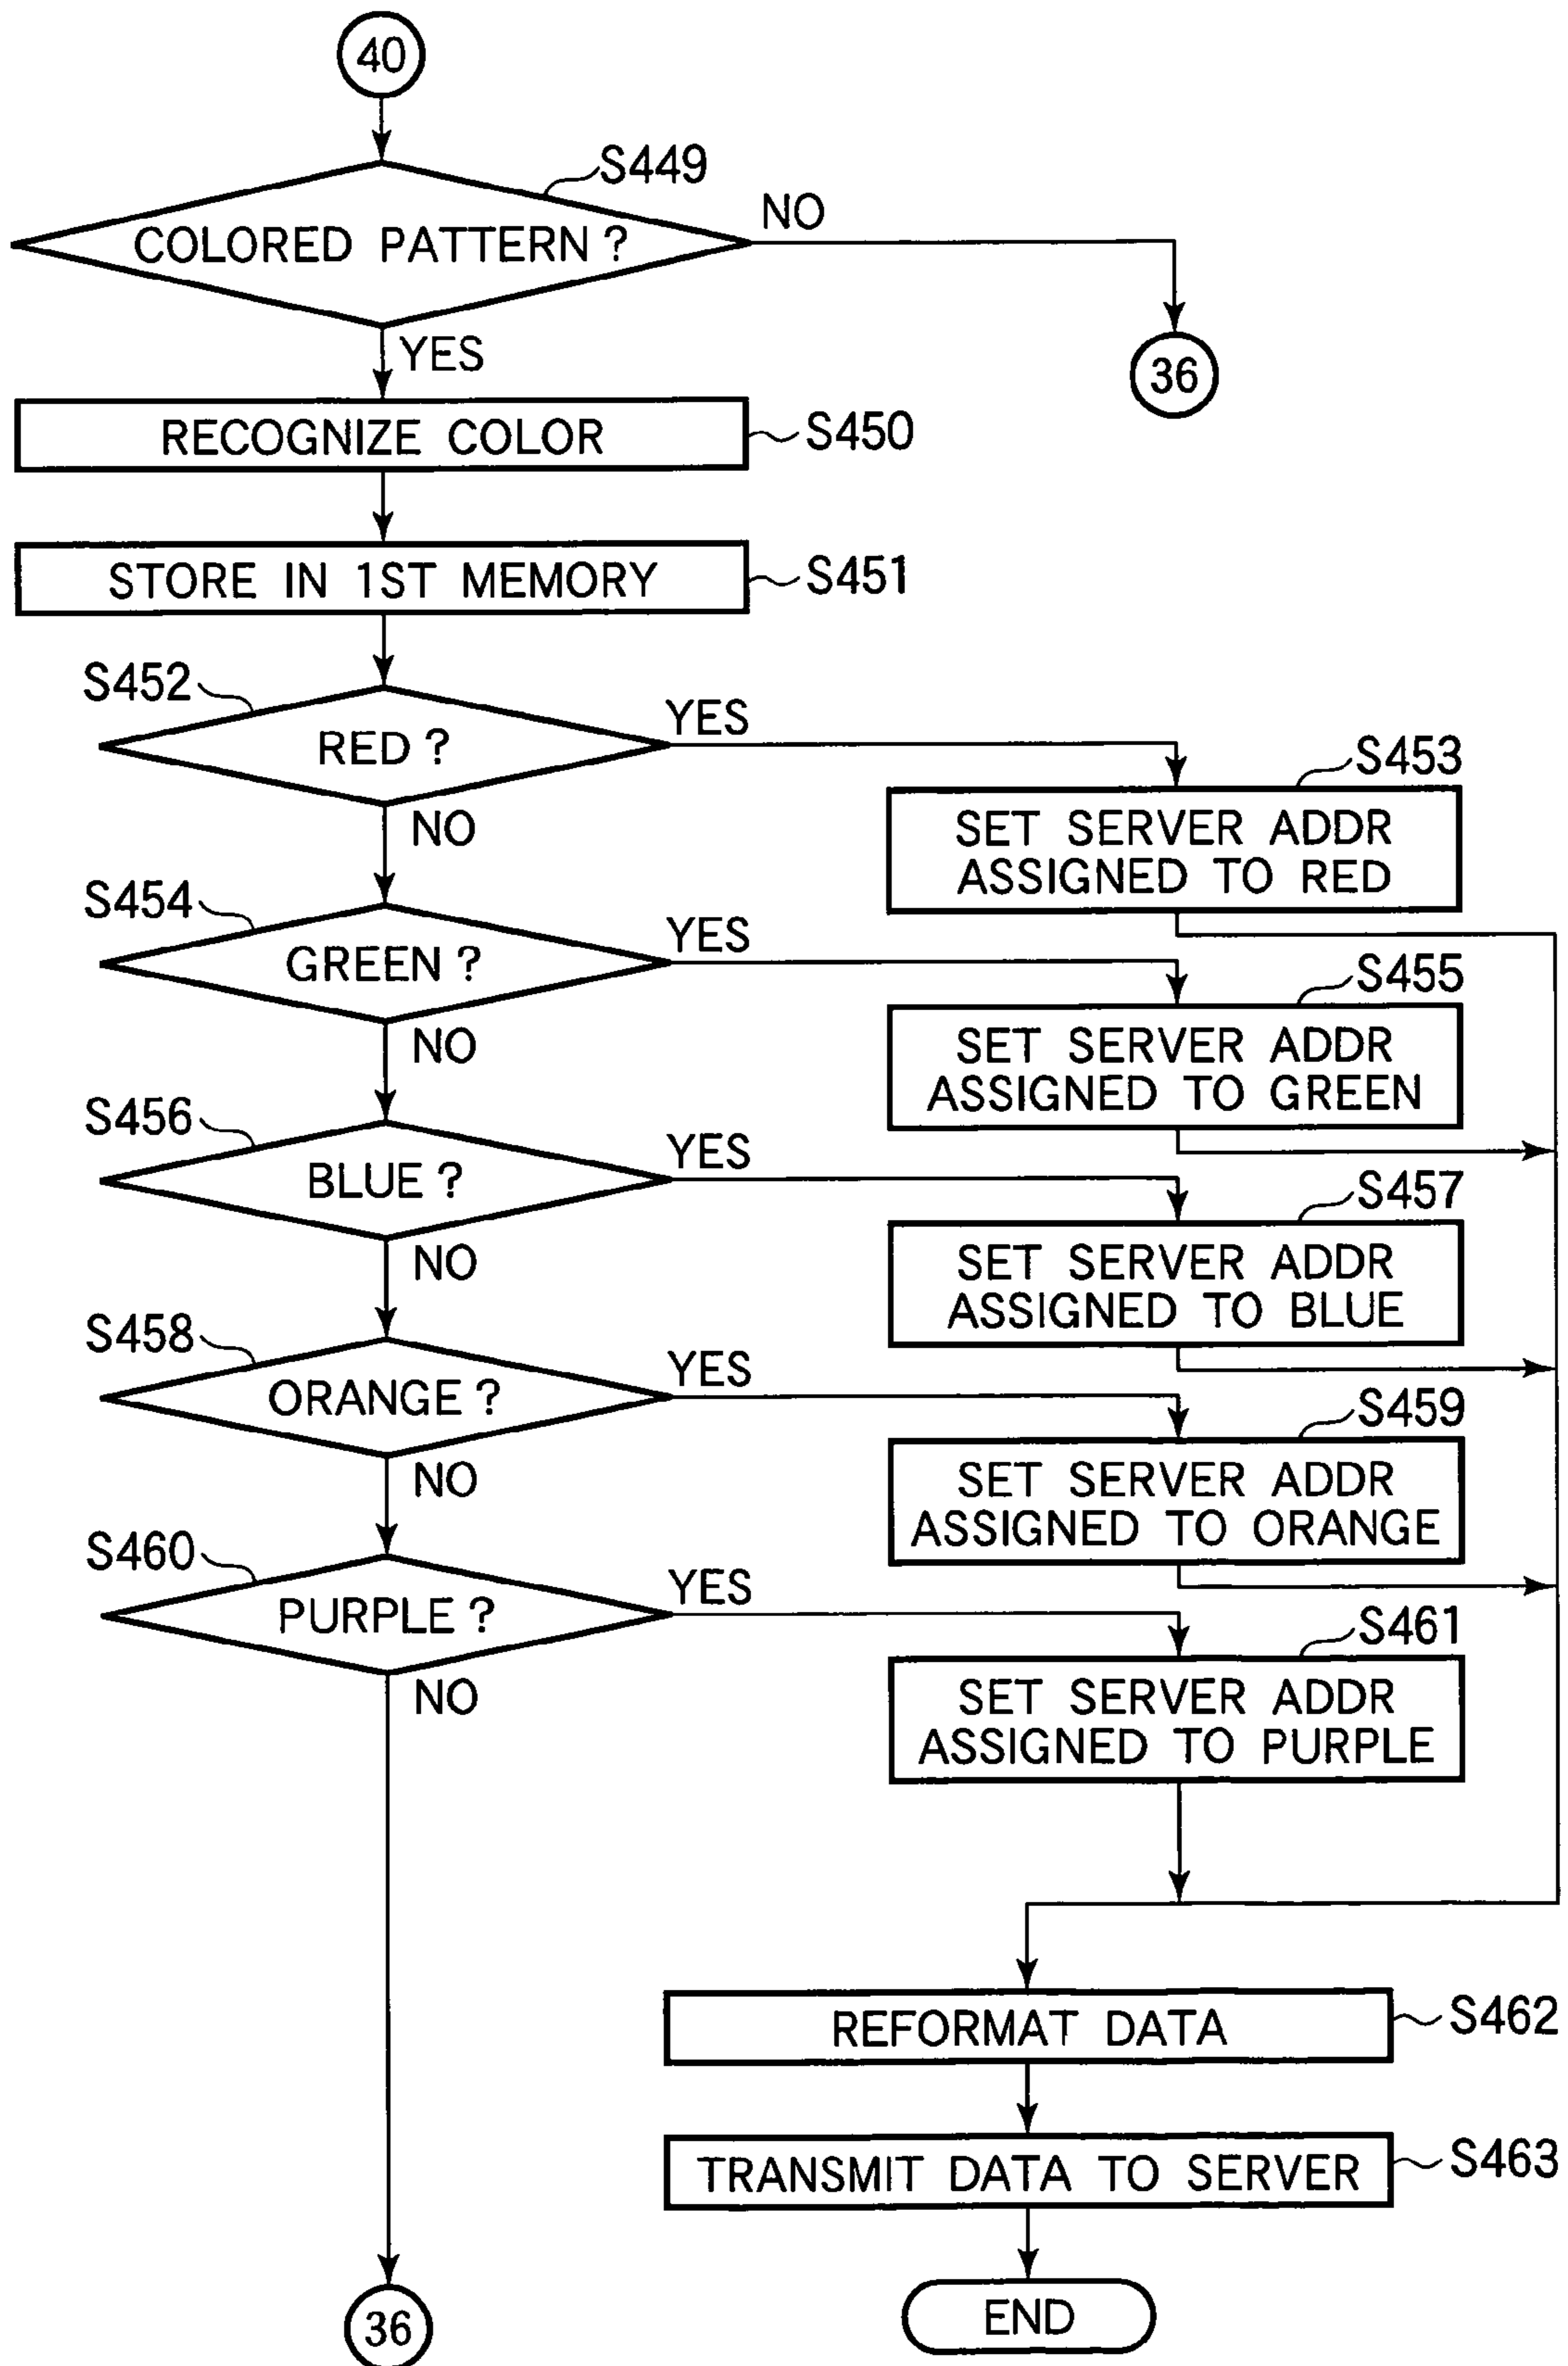 40
S449
COLORED PATTERN ?
NO
36
YES
RECOGNIZE COLOR
S450
STORE IN 1ST MEMORY
S451
S452
RED ?
YES
NO
S453
SET SERVER ADDR
ASSIGNED TO RED
S454
GREEN ?
YES
NO
S455
SET SERVER ADDR
ASSIGNED TO GREEN
S456
BLUE ?
YES
NO
S457
SET SERVER ADDR
ASSIGNED TO BLUE
S458
ORANGE ?
YES
NO
S459
SET SERVER ADDR
ASSIGNED TO ORANGE
S460
PURPLE ?
YES
NO
S461
SET SERVER ADDR
ASSIGNED TO PURPLE
REFORMAT DATA
S462
TRANSMIT DATA TO SERVER
S463
36
END